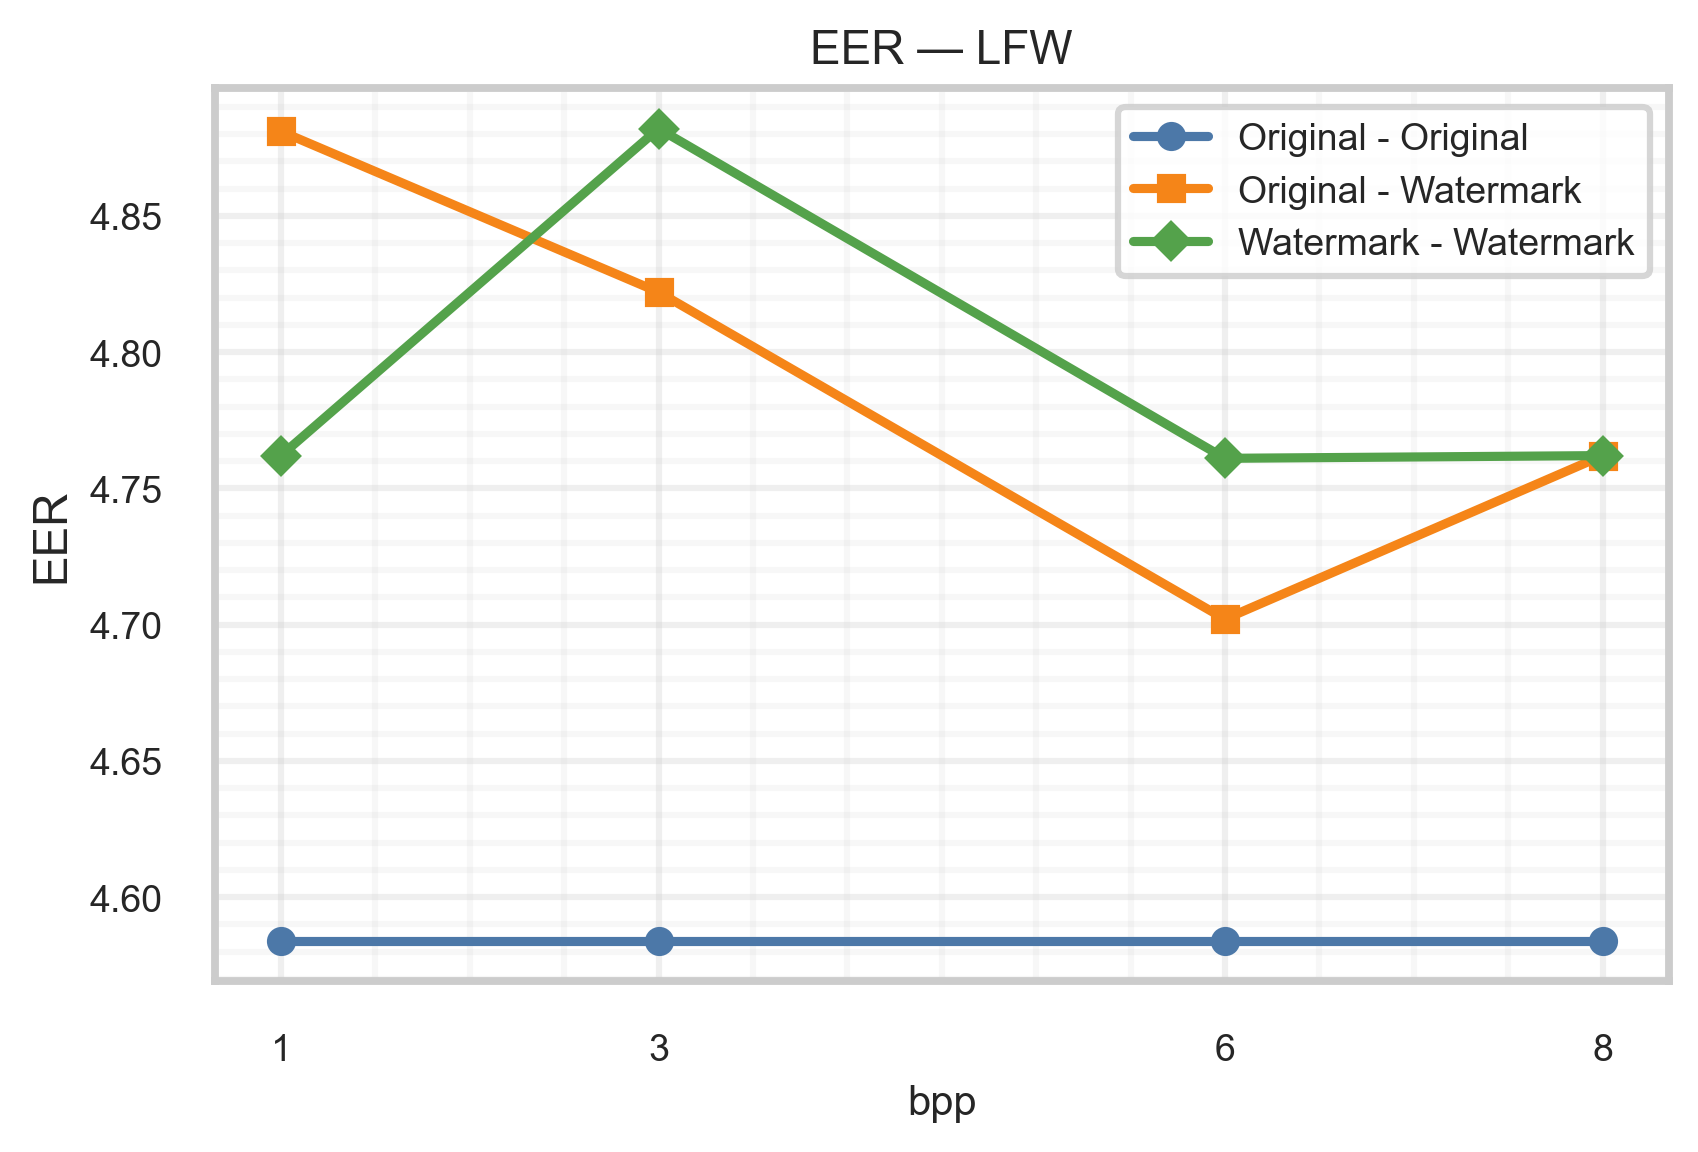 EER — LFW
Original - Original
Original - Watermark
Watermark - Watermark
4.85
4.80
4.75
4.70
4.65
4.60
EER
1 3 6 8
bpp